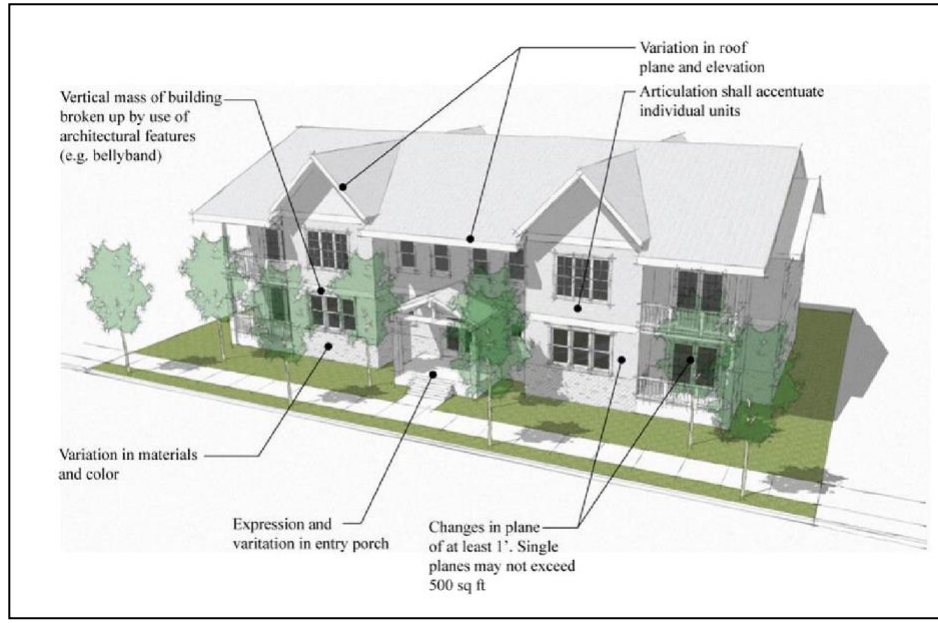 Variation in roof
plane and elevation
Articulation shall accentuate
individual units
Vertical mass of building
broken up by use of
architectural features
(e.g. bellyband)
Variation in materials
and color
Expression and
varitation in entry porch
Changes in plane
of at least 1’. Single
planes may not exceed
500 sq ft